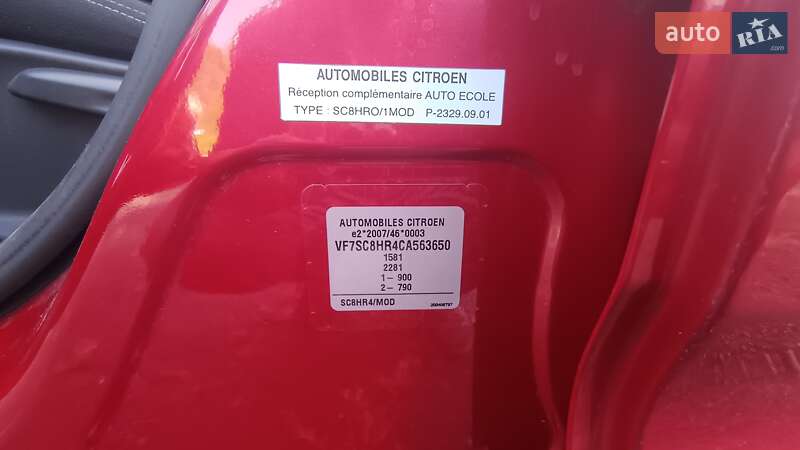 auto RIA .com
AUTOMOBILES CITROEN
Réception complémentaire AUTO ECOLE
TYPE : SC8HRO/1MOD P-2329.09.01
AUTOMOBILES CITROEN
e2*2007/46*0003
VF7SC8HR4CA563650
1581
2281
1- 900
2- 790
SC8HR4/MOD